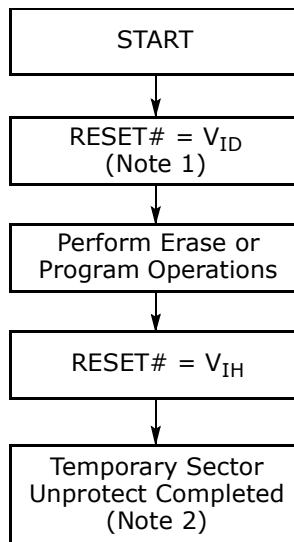 START
RESET# = VID
(Note 1)
Perform Erase or
Program Operations
RESET# = VIH
Temporary Sector
Unprotect Completed
(Note 2)